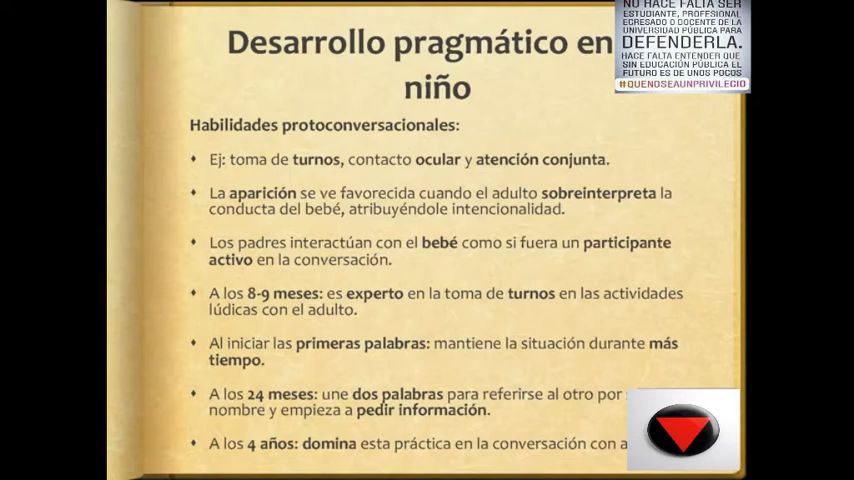 Desarrollo pragmático en
niño
NO HACE FALTA SER
ESTUDIANTE, PROFESIONAL
EGRESADO O DOCENTE DE LA
UNIVERSIDAD PÚBLICA PARA
DEFENDERLA.
HACE FALTA ENTENDER QUE
SIN EDUCACIÓN PÚBLICA EL
FUTURO ES DE UNOS POCOS
#QUENOSEAUNPRIVILEGIO
Habilidades protoconversacionales:
Ej: toma de turnos, contacto ocular y atención conjunta.
La aparición se ve favorecida cuando el adulto sobreinterpreta la
conducta del bebé, atribuyéndole intencionalidad.
Los padres interactúan con el bebé como si fuera un participante
activo en la conversación.
A los 8-9 meses: es experto en la toma de turnos en las actividades
lúdicas con el adulto.
Al iniciar las primeras palabras: mantiene la situación durante más
tiempo.
A los 24 meses: une dos palabras para referirse al otro por
nombre y empieza a pedir información.
A los 4 años: domina esta práctica en la conversación con